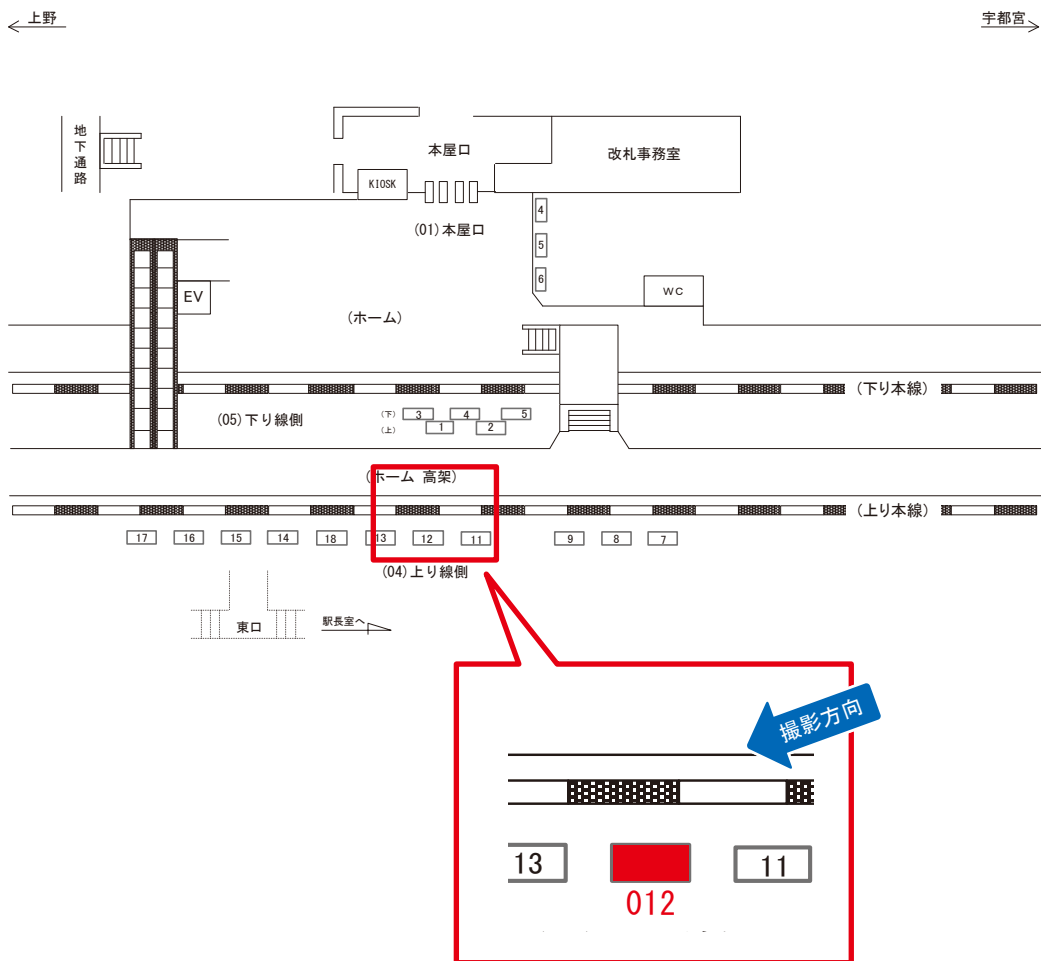 上野
宇都宮
地下通路
本屋口
改札事務室
KIOSK
(01)本屋口
4
5
6
EV
WC
(ホーム)
(下り本線)
(05)下り線側
(下) 3 4 5
(上) 1 2
(ホーム 高架)
(上り本線)
17 16 15 14 18 13 12 11 9 8 7
(04)上り線側
東口
駅長室へ
撮影方向
13
11
012